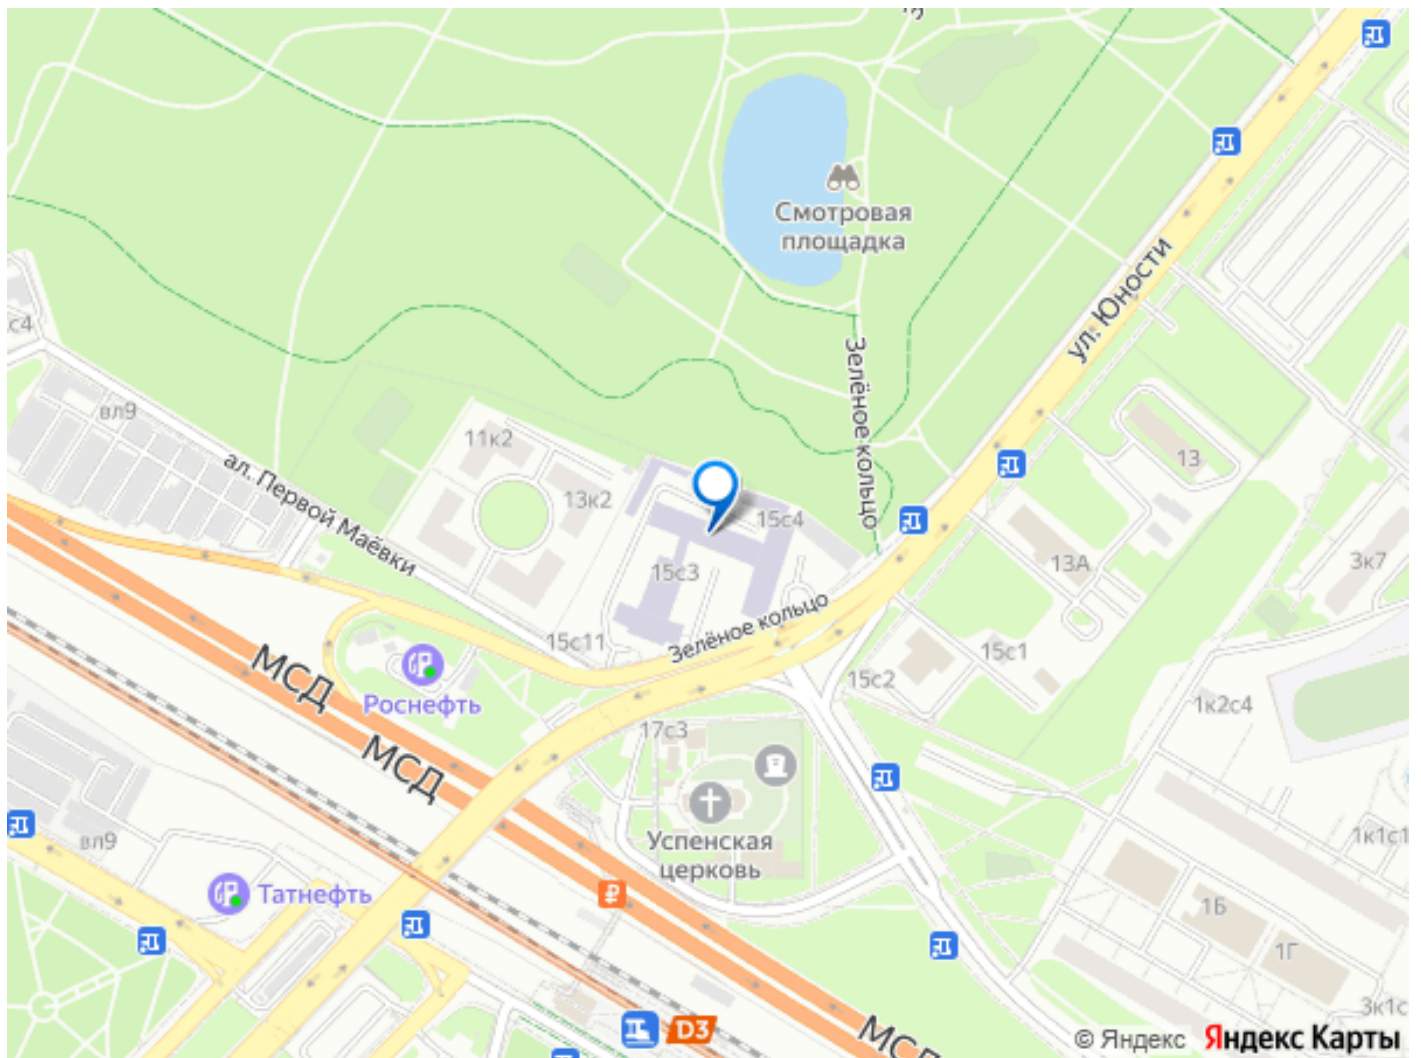 Смотровая
площадка
ул. Юности
Зелёное кольцо
с4
вл9
ал. Первой Маёвки
11к2
13к2
15с4
15с3
13
13А
3к7
Зелёное кольцо
15с11
15с1
15с2
1к2с4
МСД
Роснефть
МСД
17с3
Успенская
церковь
вл9
Татнефть
1к1с1
1Б
1Г
3к1с
D3
МСД
© Яндекс Яндекс Карты